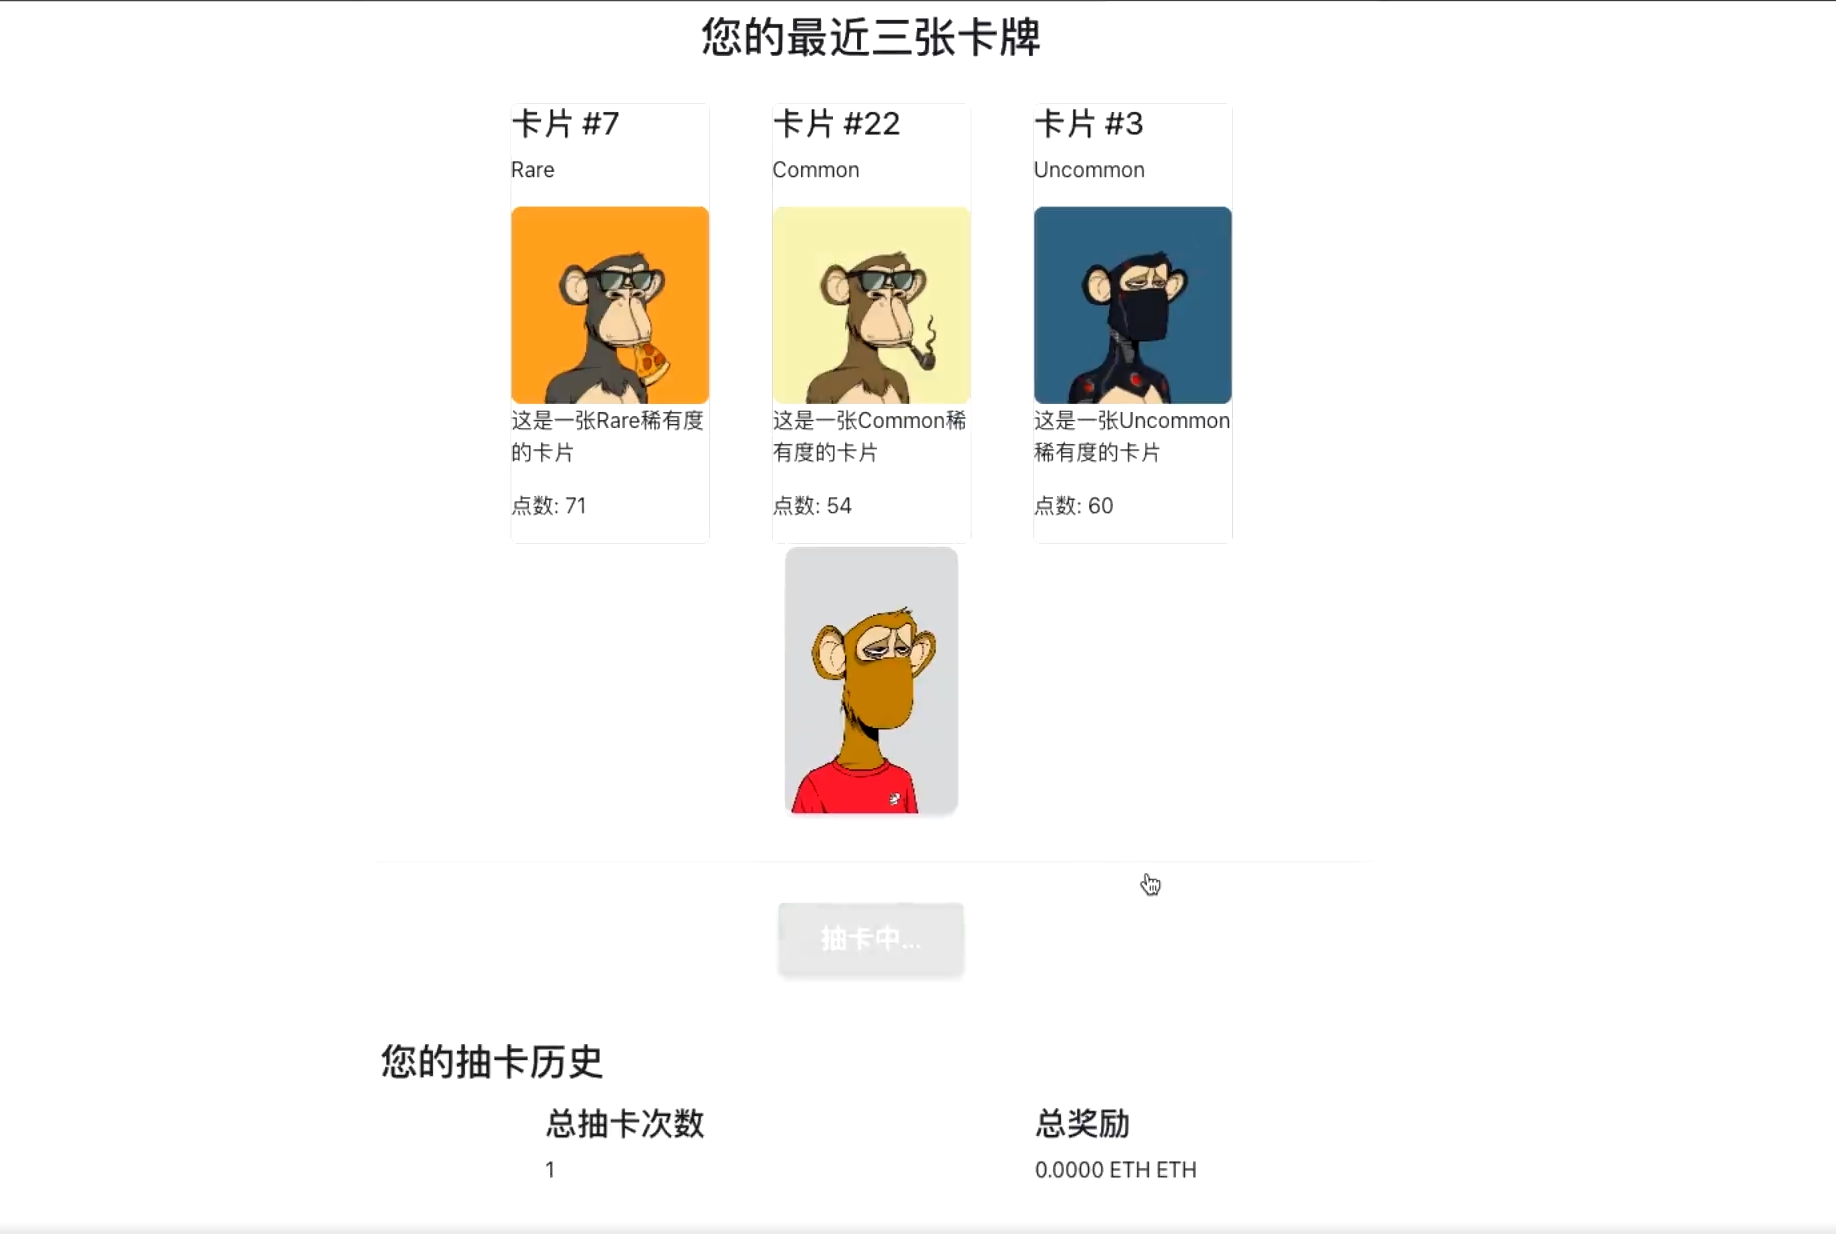 您的最近三张卡牌
卡片 #7
Rare
这是一张Rare稀有度
的卡片
点数: 71
卡片 #22
Common
这是一张Common稀
有度的卡片
点数: 54
卡片 #3
Uncommon
这是一张Uncommon
稀有度的卡片
点数: 60
抽卡中...
您的抽卡历史
总抽卡次数
1
总奖励
0.0000 ETH ETH